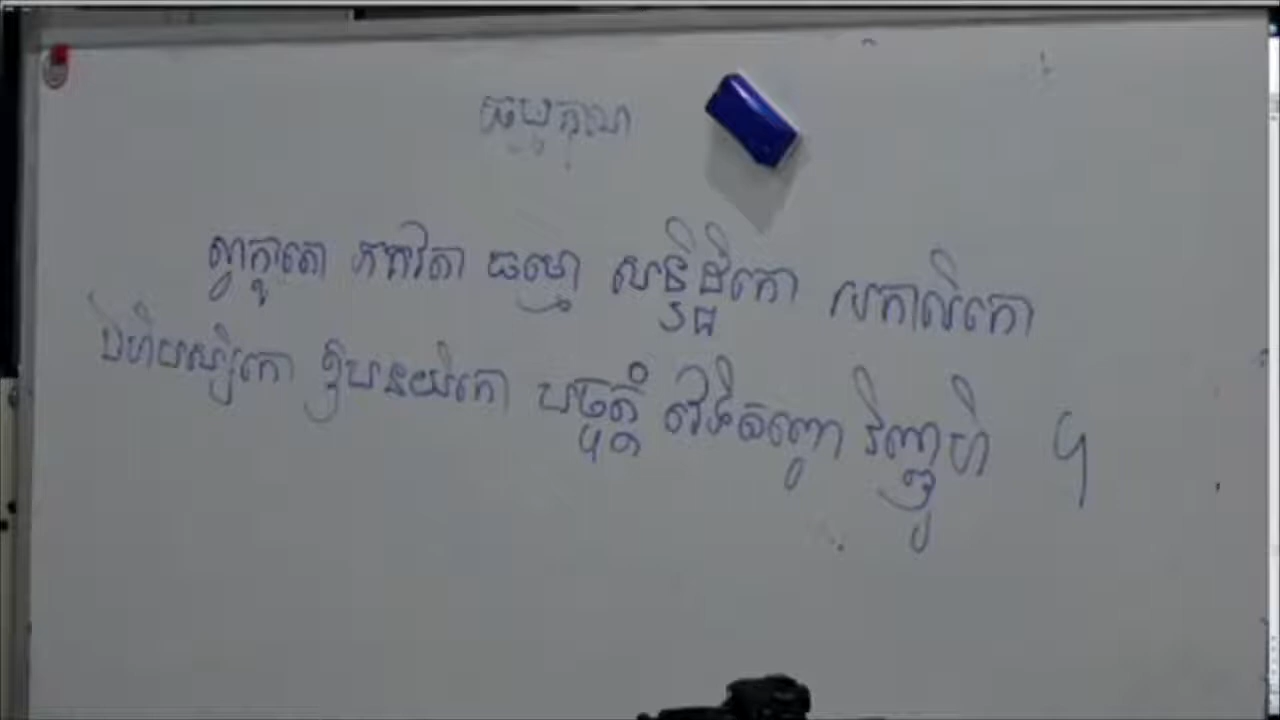 ធម្មគុណ
ស្វាក្ខាតោ ភគវតា ធម្មោ សន្ទិដ្ឋិកោ អកាលិកោ
ឯហិបស្សិកោ ឱបនយិកោ បច្ចត្តំ វេទិតព្វោ វិញ្ញូហិ ។